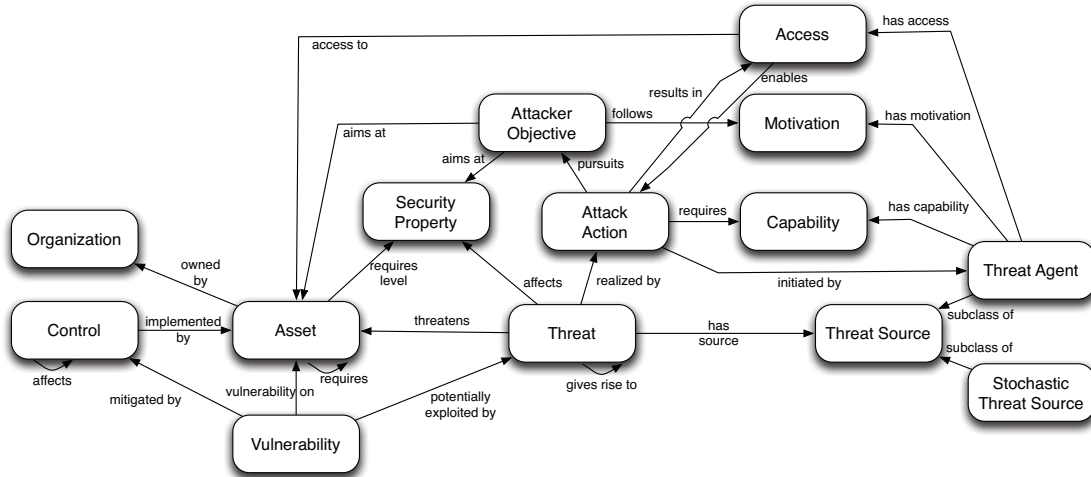 Access
has access
access to
enables
results in
Attacker
Objective
follows
Motivation
has motivation
aims at
aims at
pursuits
Security
Property
Attack
Action
requires
Capability
has capability
Organization
owned
by
requires
level
affects
realized by
initiated by
Threat Agent
Control
implemented
by
Asset
threatens
Threat
has
source
Threat Source
subclass of
subclass of
affects
requires
gives rise to
mitigated by
vulnerability on
potentially
exploited by
Stochastic
Threat Source
Vulnerability